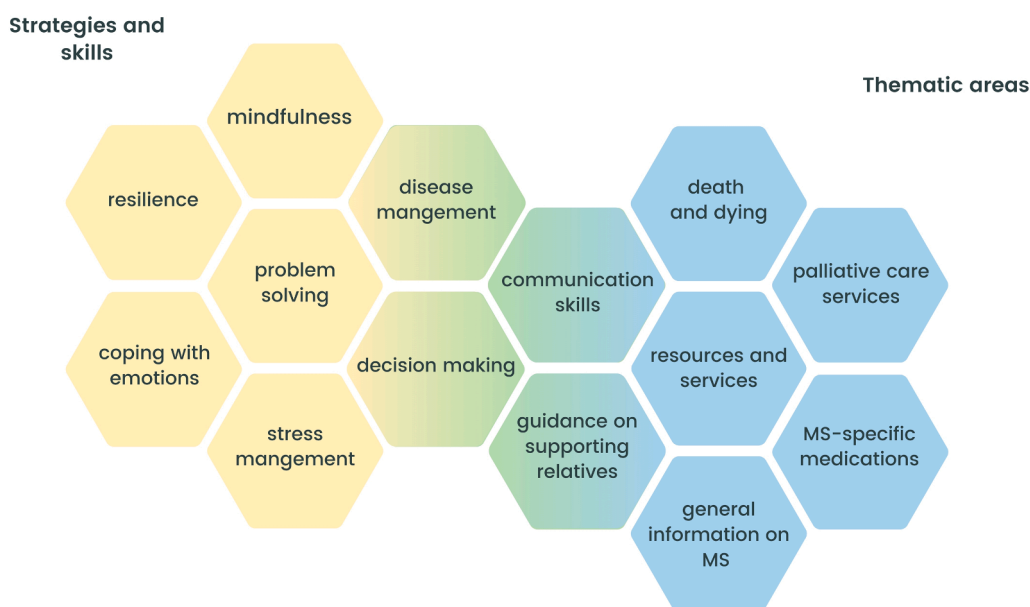 Strategies and
skills
Thematic areas
mindfulness
resilience
disease
mangement
death
and dying
problem
solving
communication
skills
palliative care
services
coping with
emotions
decision making
resources and
services
stress
mangement
guidance on
supporting
relatives
MS-specific
medications
general
information on
MS